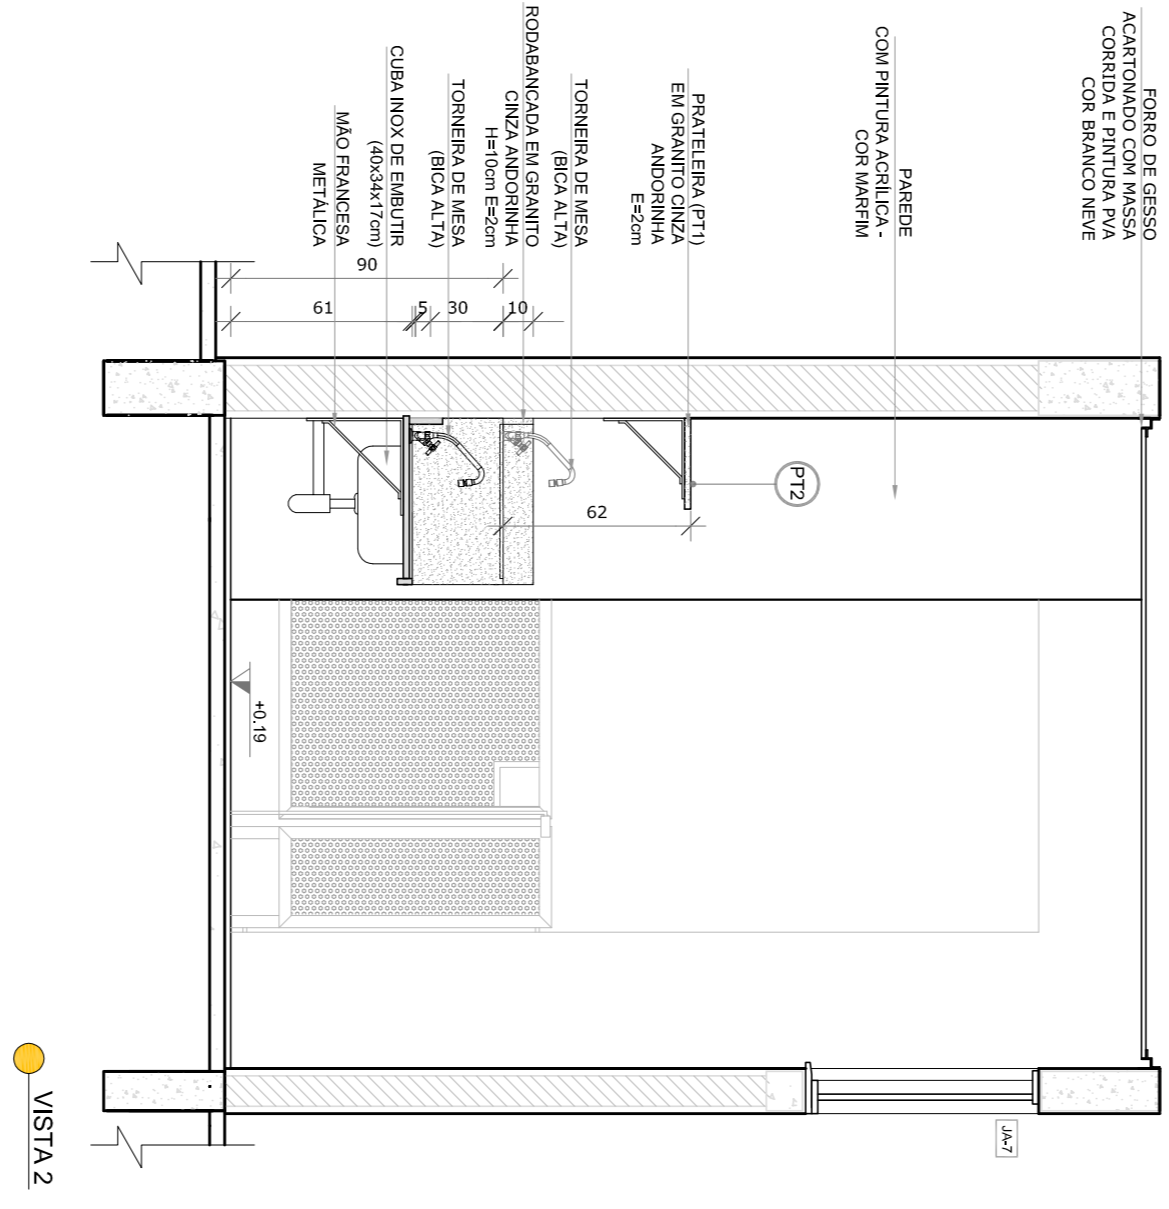 FORRO DE GESSO
ACARTONADO COM MASSA
CORRIDA E PINTURA PVA
COR BRANCO NEVE
PAREDE
COM PINTURA ACRÍLICA -
COR MARFIM
PRATELEIRA (PT1)
EM GRANITO CINZA
ANDORINHA
E=2cm
TORNEIRA DE MESA
(BICA ALTA)
RODABANCADA EM GRANITO
CINZA ANDORINHA
H=10cm E=2cm
TORNEIRA DE MESA
(BICA ALTA)
CUBA INOX DE EMBUTIR
(40x34x17cm)
MÃO FRANCESA
METÁLICA
90
61
5
30
10
PT2
62
+0.19
JA-7
VISTA 2